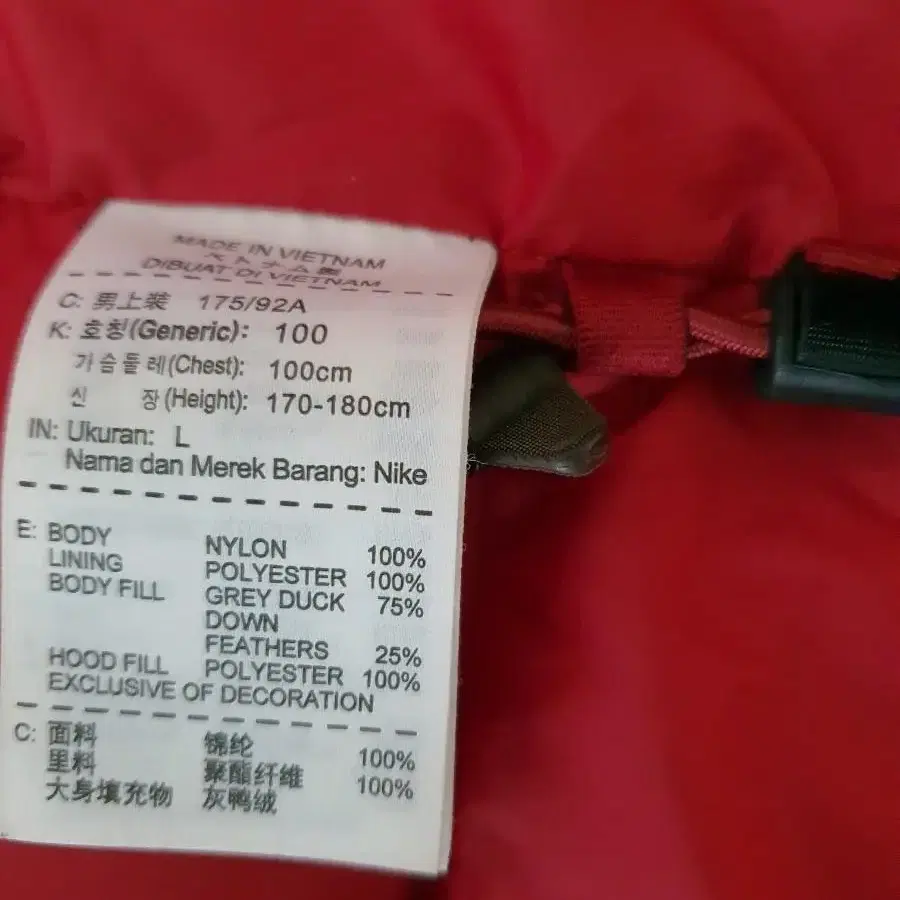 MADE IN VIETNAM
ベトナム製
DIBUAT DI VIETNAM
C: 男上装 175/92A
K: 호칭(Generic): 100
가슴둘레(Chest): 100cm
신 장(Height): 170-180cm
IN: Ukuran: L
Nama dan Merek Barang: Nike
E: BODY NYLON 100%
LINING POLYESTER 100%
BODY FILL GREY DUCK 75%
DOWN
FEATHERS 25%
HOOD FILL POLYESTER 100%
EXCLUSIVE OF DECORATION
C: 面料 锦纶 100%
里料 聚酯纤维 100%
大身填充物 灰鸭绒